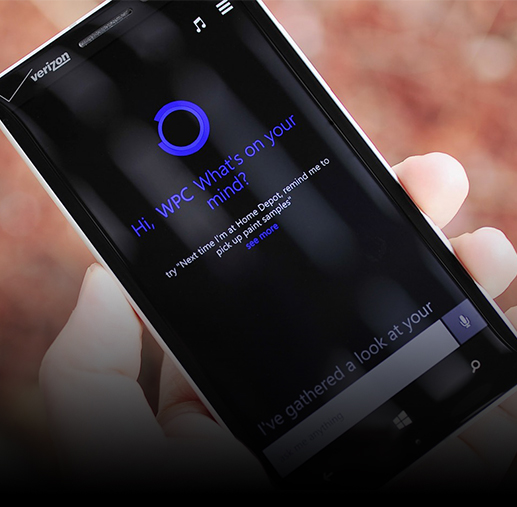 verizon
Hi, WPC What's on your
mind?
try "Next time I'm at Home Depot, remind me to
pick up paint samples"
see more
I've gathered a look at your
Ask me anything